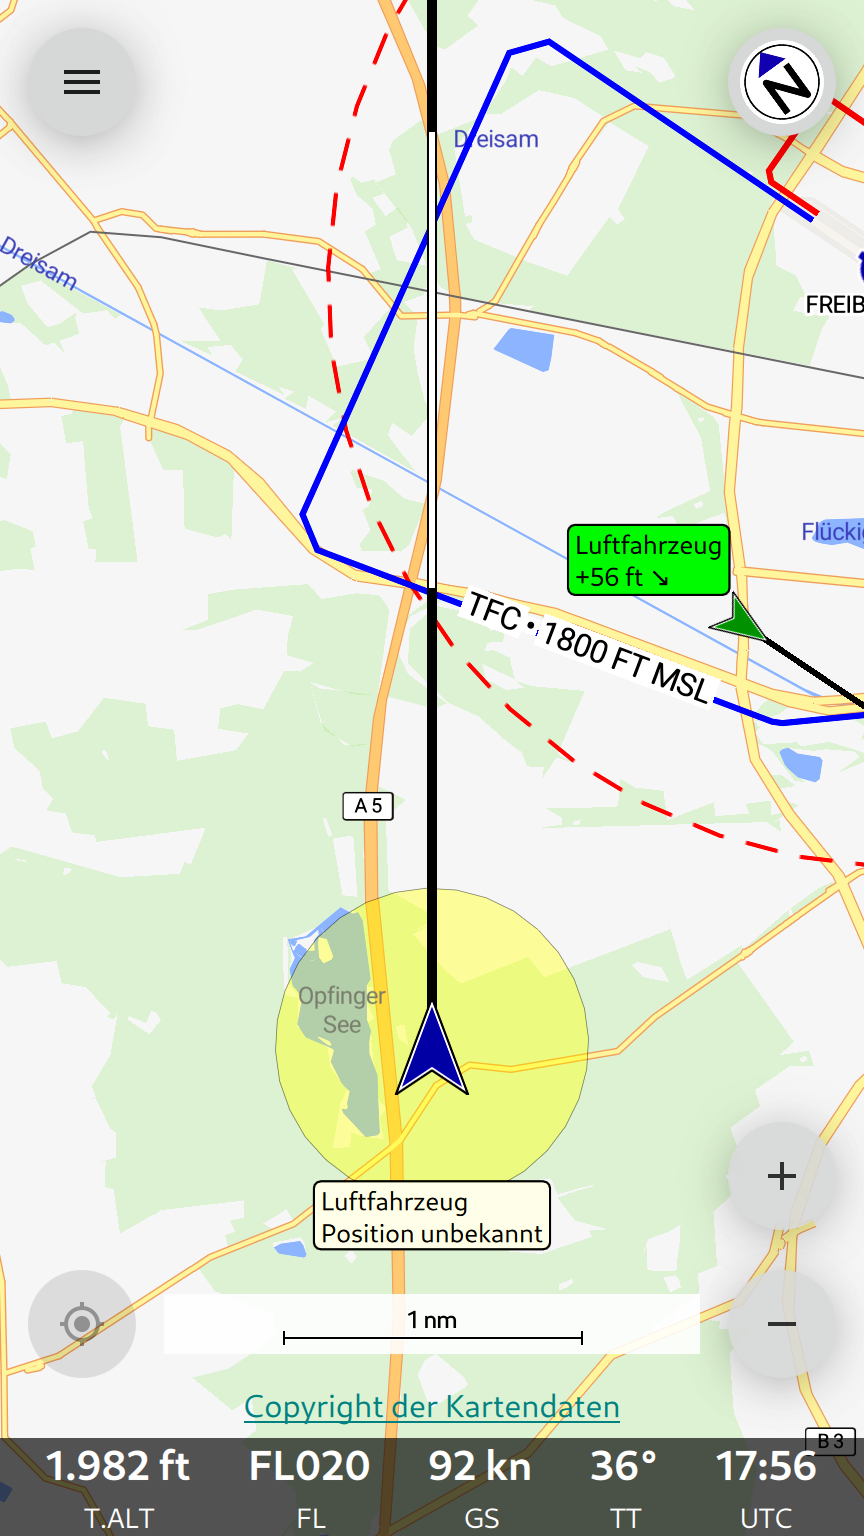 N
Dreisam
Dreisam
FREIB
Luftfahrzeug
+56 ft ↘
TFC • 1800 FT MSL
A 5
Opfinger
See
Luftfahrzeug
Position unbekannt
+
−
1 nm
Copyright der Kartendaten
B 3
1.982 ft FL020 92 kn 36° 17:56
T.ALT FL GS TT UTC